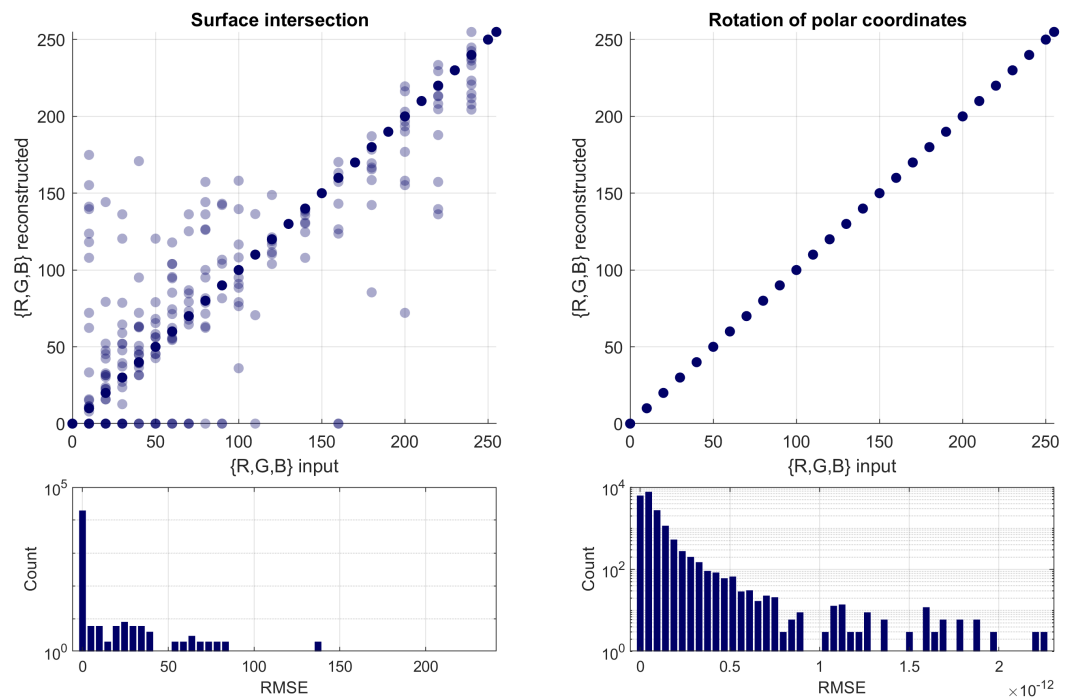 Surface intersection
250
200
150
100
50
0
{R,G,B} reconstructed
0 50 100 150 200 250
{R,G,B} input
Rotation of polar coordinates
250
200
150
100
50
0
{R,G,B} reconstructed
0 50 100 150 200 250
{R,G,B} input
10^5
10^0
Count
0 50 100 150 200
RMSE
10^4
10^2
10^0
Count
0 0.5 1 1.5 2
RMSE
×10^-12